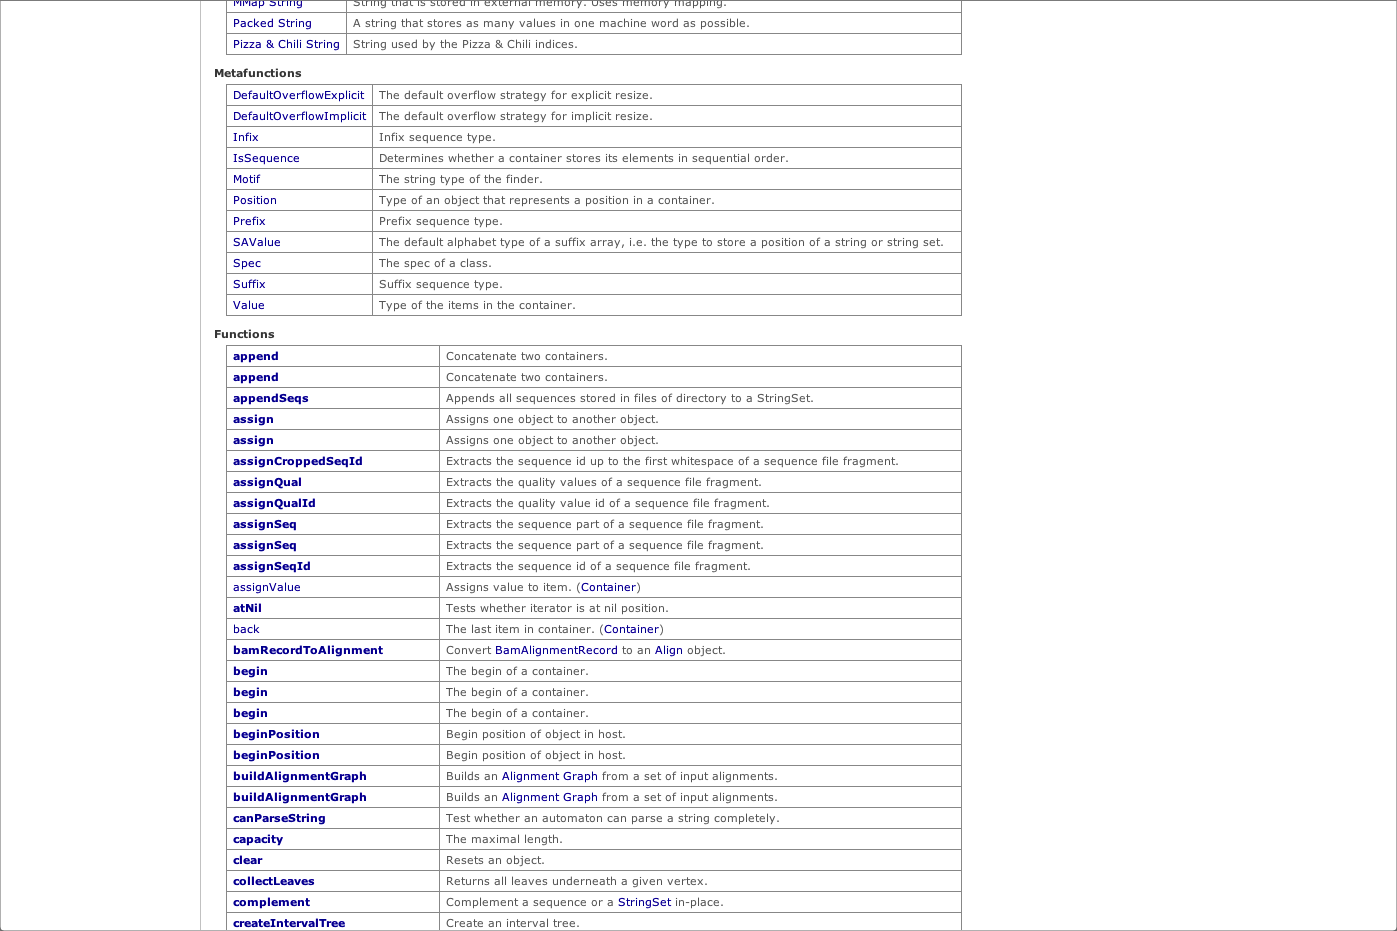 MMap String String that is stored in external memory. Uses memory mapping.
Packed String A string that stores as many values in one machine word as possible.
Pizza & Chili String String used by the Pizza & Chili indices.
Metafunctions
DefaultOverflowExplicit The default overflow strategy for explicit resize.
DefaultOverflowImplicit The default overflow strategy for implicit resize.
Infix Infix sequence type.
IsSequence Determines whether a container stores its elements in sequential order.
Motif The string type of the finder.
Position Type of an object that represents a position in a container.
Prefix Prefix sequence type.
SAValue The default alphabet type of a suffix array, i.e. the type to store a position of a string or string set.
Spec The spec of a class.
Suffix Suffix sequence type.
Value Type of the items in the container.
Functions
append Concatenate two containers.
append Concatenate two containers.
appendSeqs Appends all sequences stored in files of directory to a StringSet.
assign Assigns one object to another object.
assign Assigns one object to another object.
assignCroppedSeqId Extracts the sequence id up to the first whitespace of a sequence file fragment.
assignQual Extracts the quality values of a sequence file fragment.
assignQualId Extracts the quality value id of a sequence file fragment.
assignSeq Extracts the sequence part of a sequence file fragment.
assignSeq Extracts the sequence part of a sequence file fragment.
assignSeqId Extracts the sequence id of a sequence file fragment.
assignValue Assigns value to item. (Container)
atNil Tests whether iterator is at nil position.
back The last item in container. (Container)
bamRecordToAlignment Convert BamAlignmentRecord to an Align object.
begin The begin of a container.
begin The begin of a container.
begin The begin of a container.
beginPosition Begin position of object in host.
beginPosition Begin position of object in host.
buildAlignmentGraph Builds an Alignment Graph from a set of input alignments.
buildAlignmentGraph Builds an Alignment Graph from a set of input alignments.
canParseString Test whether an automaton can parse a string completely.
capacity The maximal length.
clear Resets an object.
collectLeaves Returns all leaves underneath a given vertex.
complement Complement a sequence or a StringSet in-place.
createIntervalTree Create an interval tree.